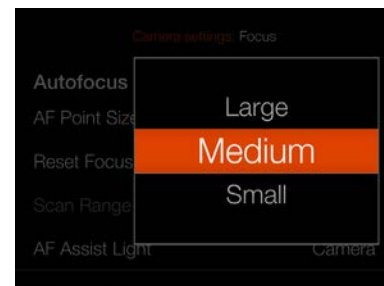 Camera settings: Focus
Autofocus
AF Point Size
Large
Reset Focus
Medium
Scan Range
Small
AF Assist Light
Camera